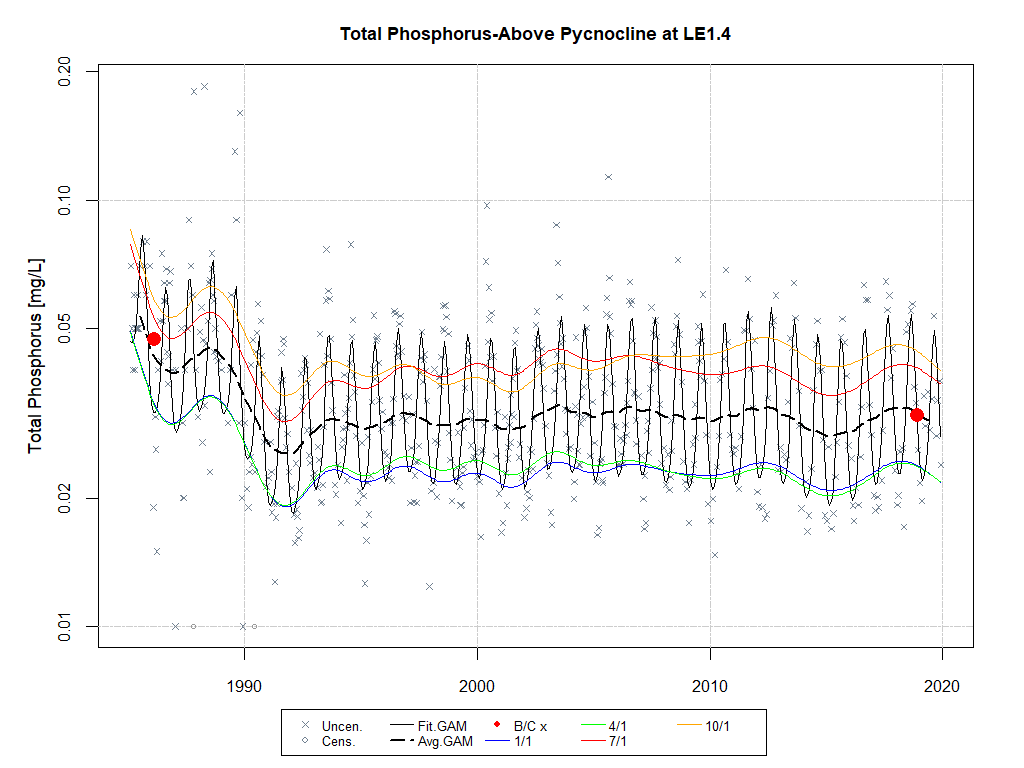 Total Phosphorus-Above Pycnocline at LE1.4
Total Phosphorus [mg/L]
0.20
0.10
0.05
0.02
0.01
1990 2000 2010 2020
Uncen. Fit.GAM B/C x 4/1 10/1
Cens. Avg.GAM 1/1 7/1